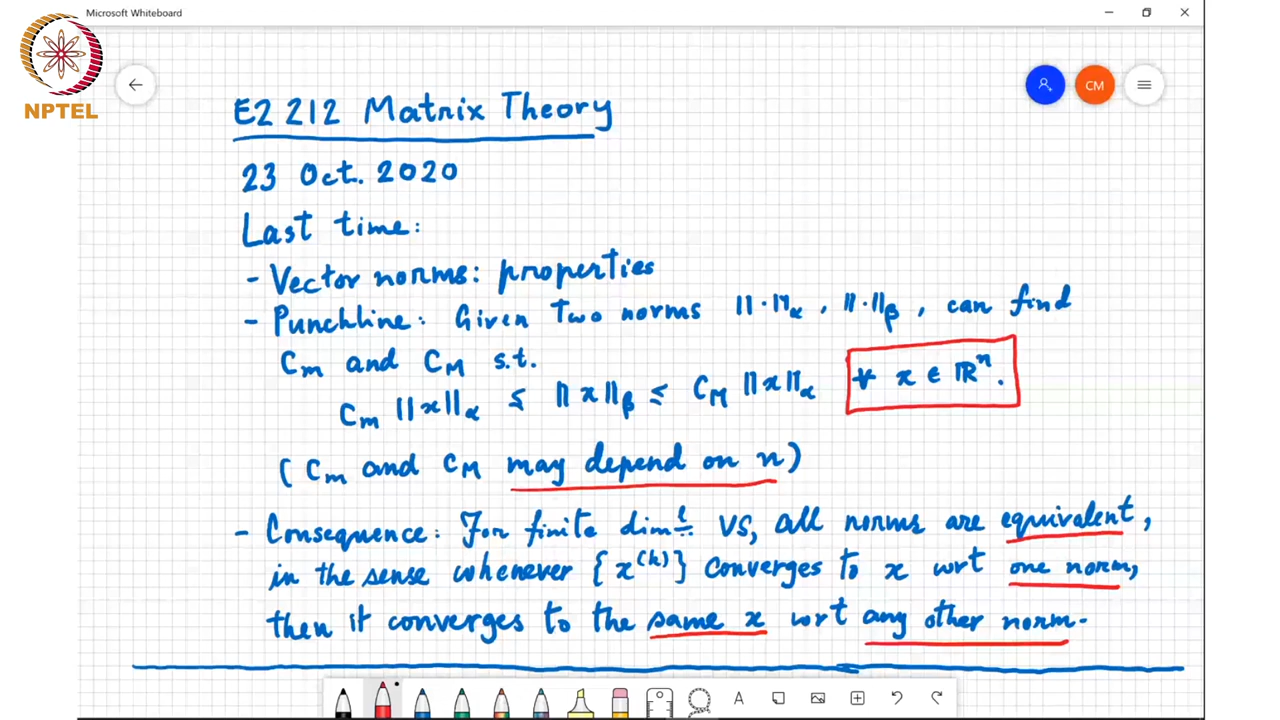 Microsoft Whiteboard
NPTEL
CM
E2 212 Matrix Theory
23 Oct. 2020
Last time:
- Vector norms: properties
- Punchline: Given two norms ||·||α, ||·||β, can find
Cm and CM s.t.
Cm ||x||α ≤ ||x||β ≤ CM ||x||α ∀ x ∈ ℝⁿ.
(Cm and CM may depend on n)
- Consequence: For finite dimˡ VS, all norms are equivalent,
in the sense whenever {x⁽ᵏ⁾} converges to x wrt one norm,
then it converges to the same x wrt any other norm.
A